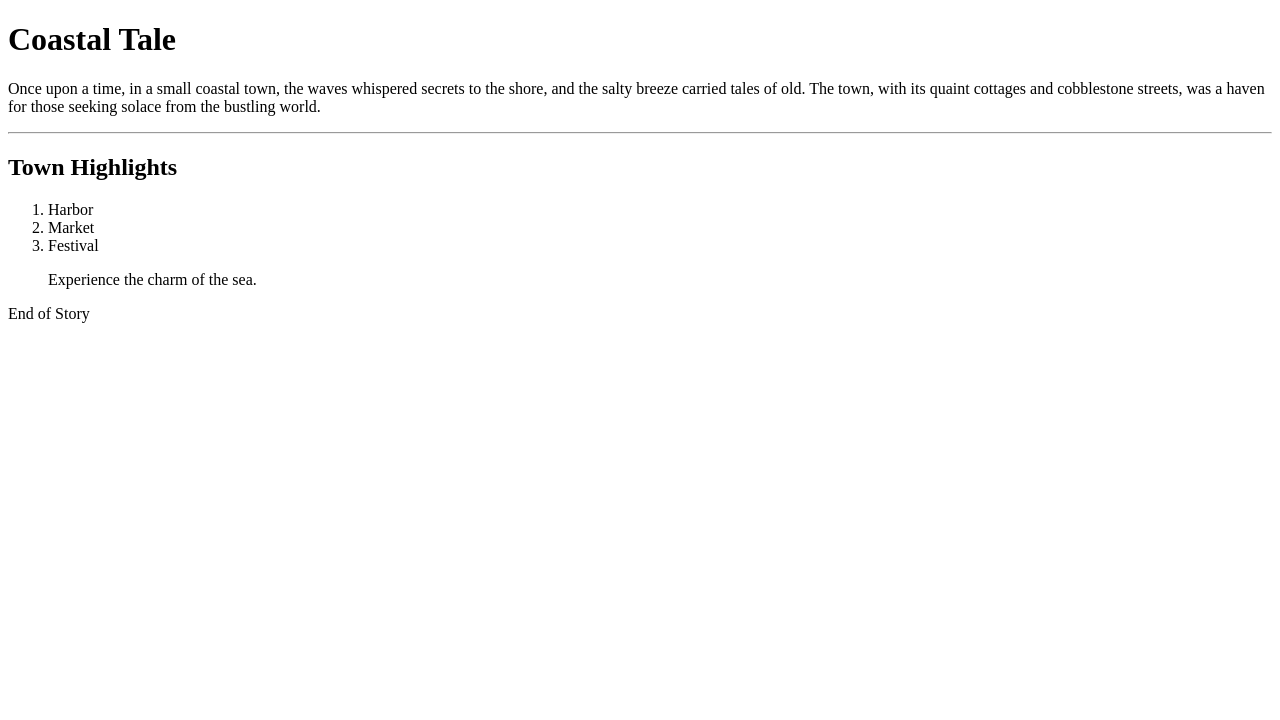 Coastal Tale
Once upon a time, in a small coastal town, the waves whispered secrets to the shore, and the salty breeze carried tales of old. The town, with its quaint cottages and cobblestone streets, was a haven
for those seeking solace from the bustling world.
Town Highlights
1. Harbor
2. Market
3. Festival
Experience the charm of the sea.
End of Story